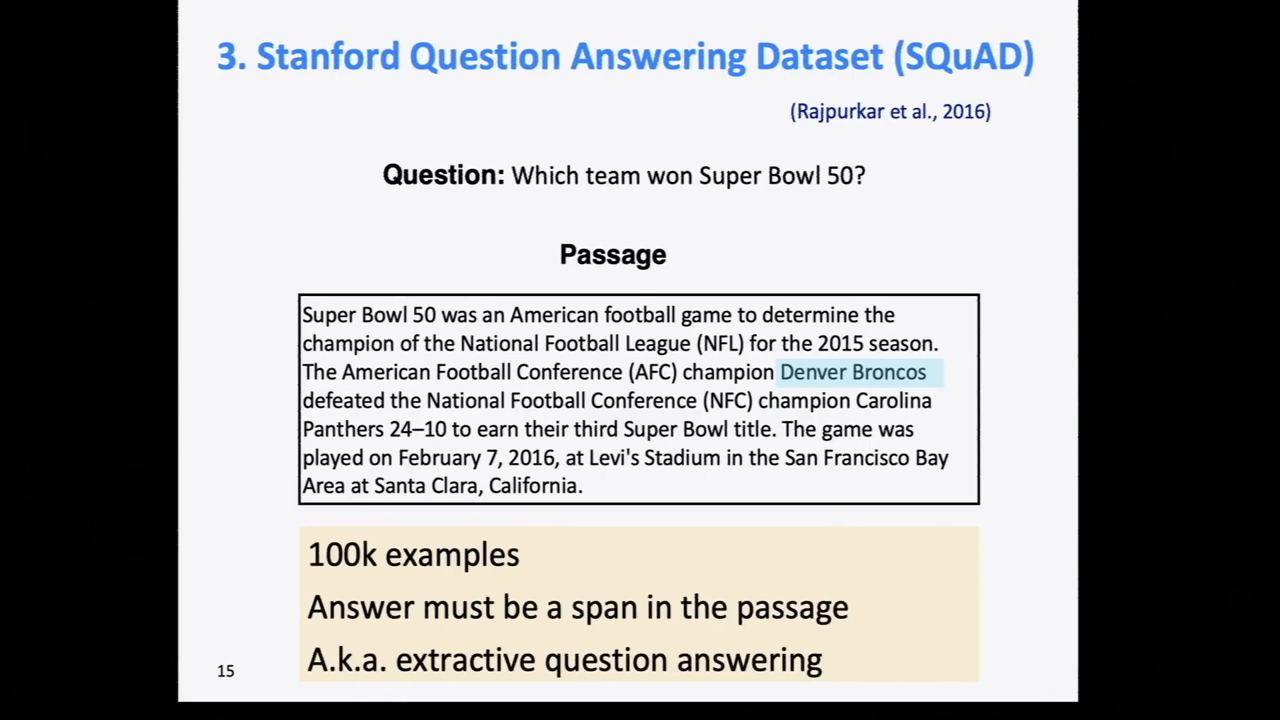 3. Stanford Question Answering Dataset (SQuAD)
(Rajpurkar et al., 2016)
Question: Which team won Super Bowl 50?
Passage
Super Bowl 50 was an American football game to determine the
champion of the National Football League (NFL) for the 2015 season.
The American Football Conference (AFC) champion Denver Broncos
defeated the National Football Conference (NFC) champion Carolina
Panthers 24–10 to earn their third Super Bowl title. The game was
played on February 7, 2016, at Levi's Stadium in the San Francisco Bay
Area at Santa Clara, California.
100k examples
Answer must be a span in the passage
A.k.a. extractive question answering
15